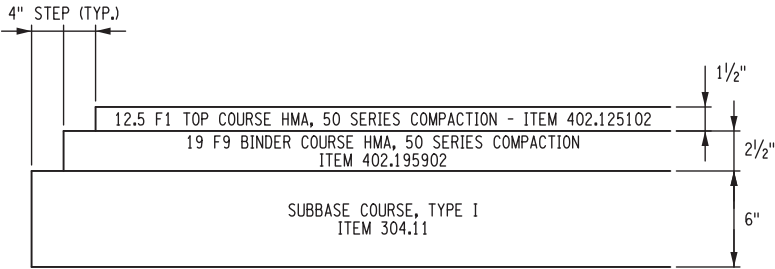 4" STEP (TYP.)
1½"
12.5 F1 TOP COURSE HMA, 50 SERIES COMPACTION - ITEM 402.125102
19 F9 BINDER COURSE HMA, 50 SERIES COMPACTION
ITEM 402.195902
2½"
SUBBASE COURSE, TYPE I
ITEM 304.11
6"